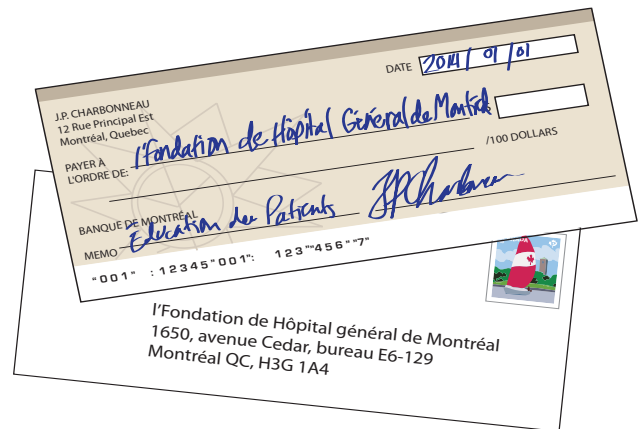 J.P. CHARBONNEAU
12 Rue Principal Est
Montréal, Quebec
DATE 2014/01/01
PAYER À
L'ORDRE DE: l'Fondation de Hôpital Général de Montréal
$
/100 DOLLARS
BANQUE DE MONTRÉAL
MEMO Éducation des Patients JPCharbonneau
"001" :12345"001": 123""456""7"
l'Fondation de Hôpital général de Montréal
1650, avenue Cedar, bureau E6-129
Montréal QC, H3G 1A4
P